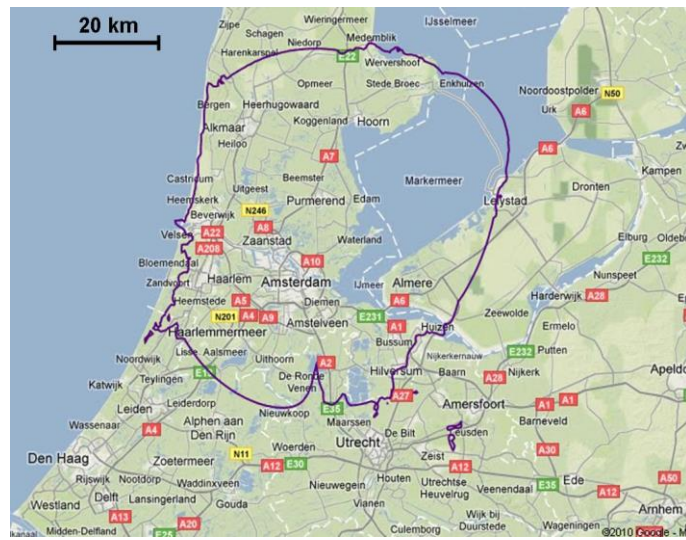 20 km
Wieringermeer
IJsselmeer
Zijpe
Schagen
Niedorp
Medemblik
Harenkarspel
E22
Wervershoof
Opmeer
Stede Broec
Enkhuizen
Noordoostpolder
N50
Bergen
Heerhugowaard
Urk
A6
Koggenland
Hoorn
Alkmaar
Heiloo
A6
A7
Kampen
Castricum
Uitgeest
Beemster
Markermeer
Dronten
Heemskerk
Purmerend
Edam
Lelystad
Beverwijk
N246
Velsen
A22
A8
Zaanstad
Waterland
Elburg
A208
Bloemendaal
A10
E232
Nunspeet
Zandvoort
Haarlem
Amsterdam
IJmeer
Almere
Harderwijk
A28
Heemstede
A5
Diemen
A6
N201
A4
A9
E231
Zeewolde
Haarlemmermeer
Amstelveen
A1
Huizen
Ermelo
Bussum
Noordwijk
Lisse
Aalsmeer
Uithoorn
A2
Nijkerkernauw
E232
Putten
Katwijk
Teylingen
De Ronde
Venen
Hilversum
Baarn
A28
Nijkerk
Apeldo
Leiden
Leiderdorp
Nieuwkoop
E35
A27
Amersfoort
A1
A1
Wassenaar
A4
Alphen aan
Den Rijn
Maarssen
De Bilt
Leusden
Barneveld
Den Haag
Zoetermeer
N11
Woerden
Utrecht
Zeist
A12
A30
A12
E30
Rijswijk
Nootdorp
Waddinxveen
Nieuwegein
Houten
Utrechtse
Heuvelrug
Veenendaal
E35
Ede
A50
A12
Westland
Delft
Lansingerland
Gouda
Vianen
Wijk bij
Duurstede
Arnhem
A13
A20
Midden-Delfland
Culemborg
Wageningen
©2010 Google - M